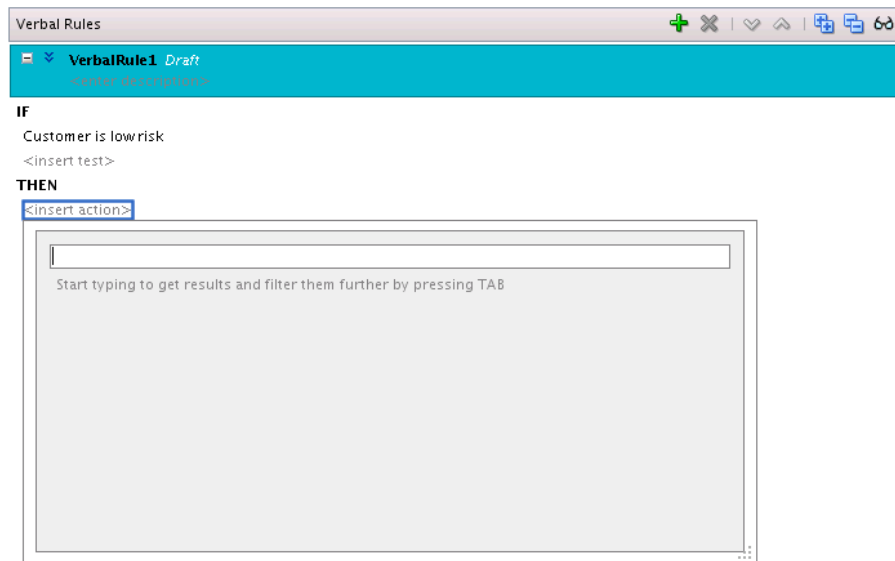 Verbal Rules
VerbalRule1 Draft
<enter description>
IF
Customer is low risk
<insert test>
THEN
<insert action>
Start typing to get results and filter them further by pressing TAB